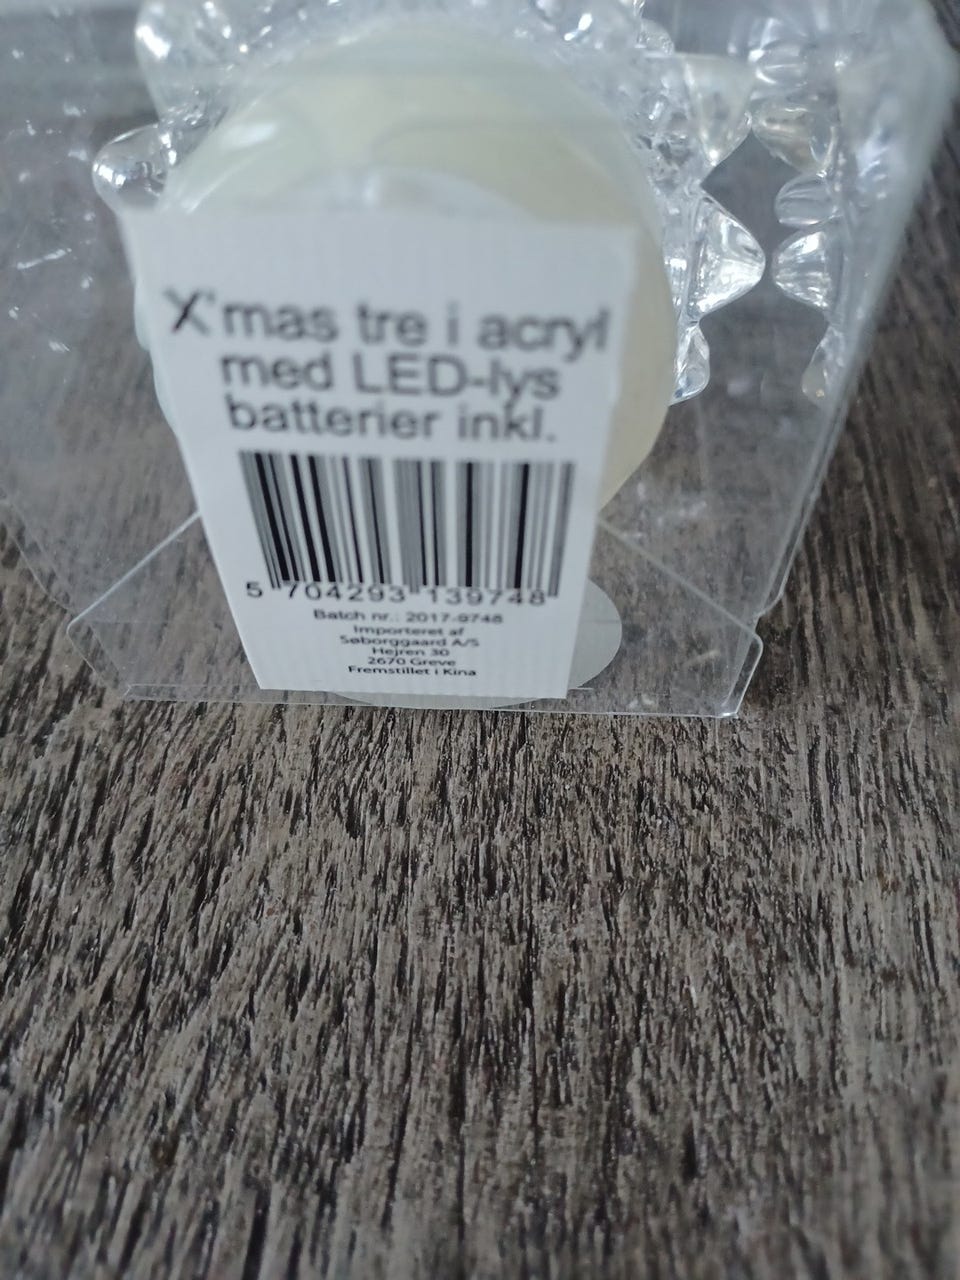 X'mas tre i acryl
med LED-lys
batterier inkl.
5 704293 139748
Batch nr.: 2017-9748
Importeret af
Søborggaard A/S
Hejren 30
2670 Greve
Fremstillet i Kina